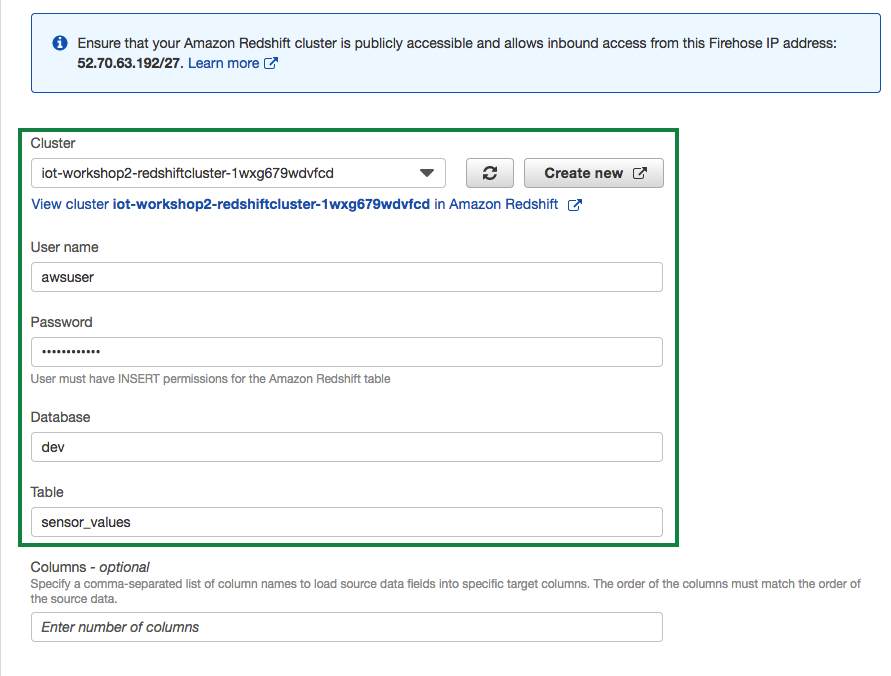 Ensure that your Amazon Redshift cluster is publicly accessible and allows inbound access from this Firehose IP address:
52.70.63.192/27. Learn more
Cluster
iot-workshop2-redshiftcluster-1wxg679wdvfcd
Create new
View cluster iot-workshop2-redshiftcluster-1wxg679wdvfcd in Amazon Redshift
User name
awsuser
Password
••••••••••••
User must have INSERT permissions for the Amazon Redshift table
Database
dev
Table
sensor_values
Columns - optional
Specify a comma-separated list of column names to load source data fields into specific target columns. The order of the columns must match the order of
the source data.
Enter number of columns